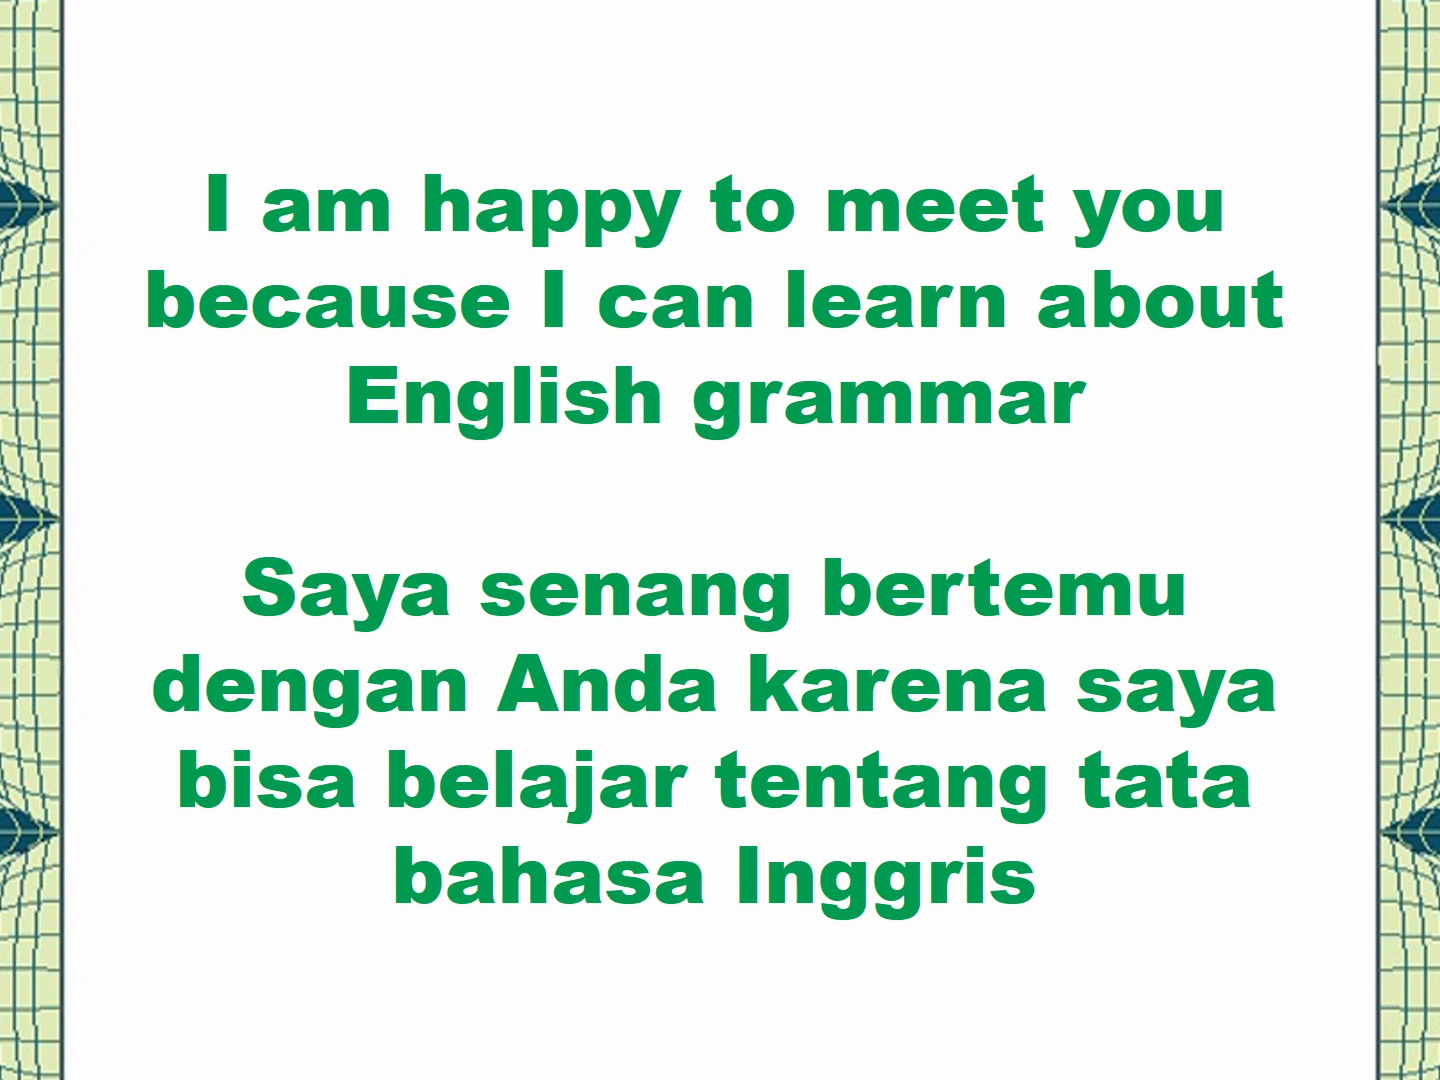 I am happy to meet you
because I can learn about
English grammar
Saya senang bertemu
dengan Anda karena saya
bisa belajar tentang tata
bahasa Inggris